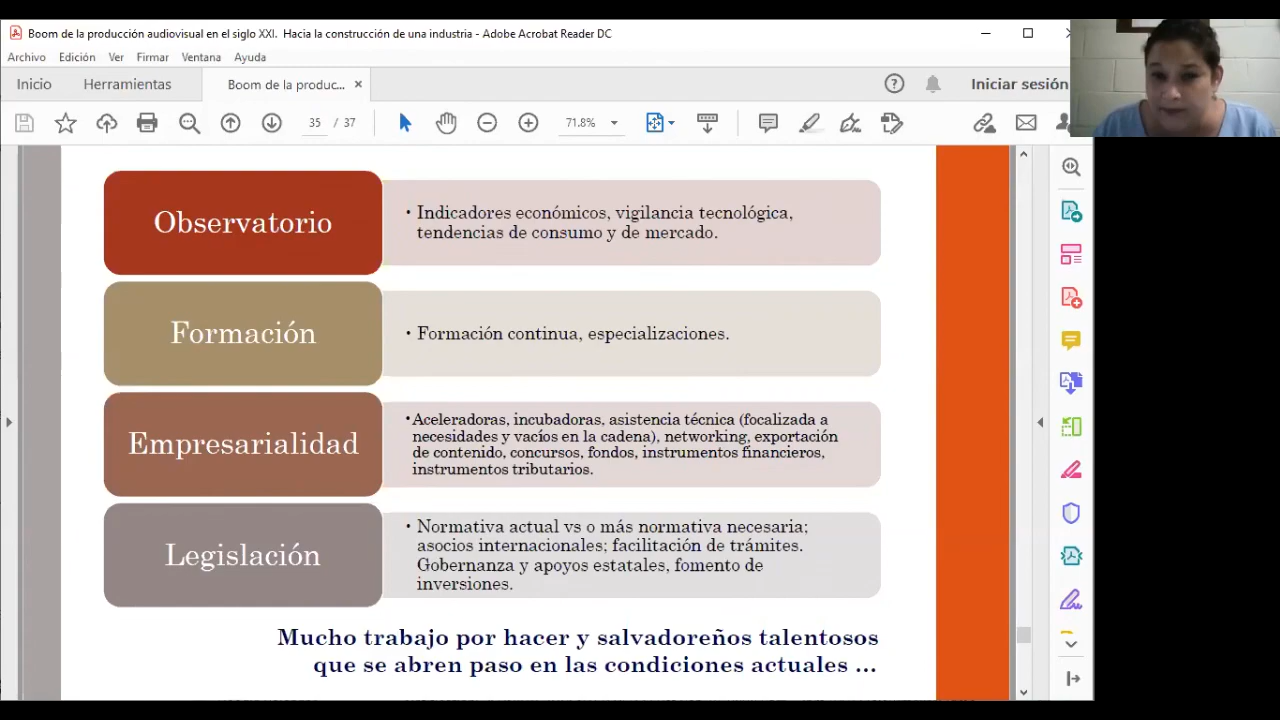 Boom de la producción audiovisual en el siglo XXI.  Hacia la construcción de una industria - Adobe Acrobat Reader DC
Archivo Edición Ver Firmar Ventana Ayuda
Inicio Herramientas Boom de la produc... × Iniciar sesión
35 / 37 71.8%
Observatorio
• Indicadores económicos, vigilancia tecnológica,
tendencias de consumo y de mercado.
Formación
• Formación continua, especializaciones.
Empresarialidad
• Aceleradoras, incubadoras, asistencia técnica (focalizada a
necesidades y vacíos en la cadena), networking, exportación
de contenido, concursos, fondos, instrumentos financieros,
instrumentos tributarios.
Legislación
• Normativa actual vs o más normativa necesaria;
asocios internacionales; facilitación de trámites.
Gobernanza y apoyos estatales, fomento de
inversiones.
Mucho trabajo por hacer y salvadoreños talentosos
que se abren paso en las condiciones actuales ...